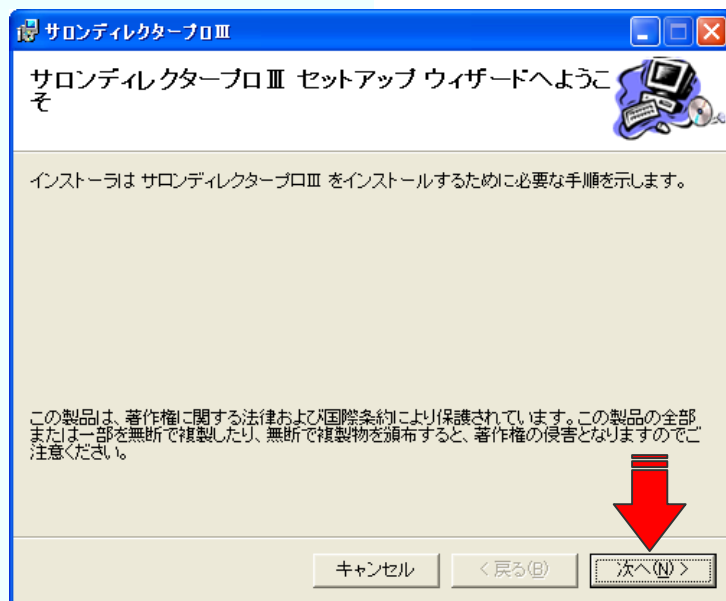 サロンディレクタープロⅢ
サロンディレクタープロⅢ セットアップ ウィザードへようこ
そ
インストーラは サロンディレクタープロⅢ をインストールするために必要な手順を示します。
この製品は、著作権に関する法律および国際条約により保護されています。この製品の全部
または一部を無断で複製したり、無断で複製物を頒布すると、著作権の侵害となりますのでご
注意ください。
キャンセル
< 戻る(B)
次へ(N) >